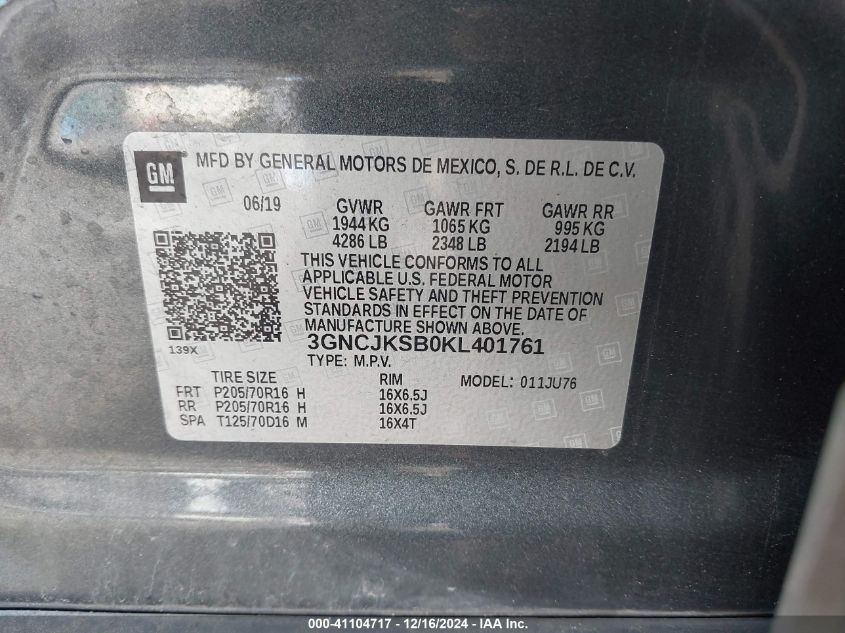 GM MFD BY GENERAL MOTORS DE MEXICO, S. DE R.L. DE C.V.
06/19 GVWR GAWR FRT GAWR RR
1944 KG 1065 KG 995 KG
4286 LB 2348 LB 2194 LB
THIS VEHICLE CONFORMS TO ALL
APPLICABLE U.S. FEDERAL MOTOR
VEHICLE SAFETY AND THEFT PREVENTION
STANDARDS IN EFFECT ON THE DATE OF
MANUFACTURE SHOWN ABOVE.
139X 3GNCJKSB0KL401761
TYPE: M.P.V.
TIRE SIZE RIM MODEL: 011JU76
FRT P205/70R16 H 16X6.5J
RR P205/70R16 H 16X6.5J
SPA T125/70D16 M 16X4T
000-41104717 - 12/16/2024 - IAA Inc.